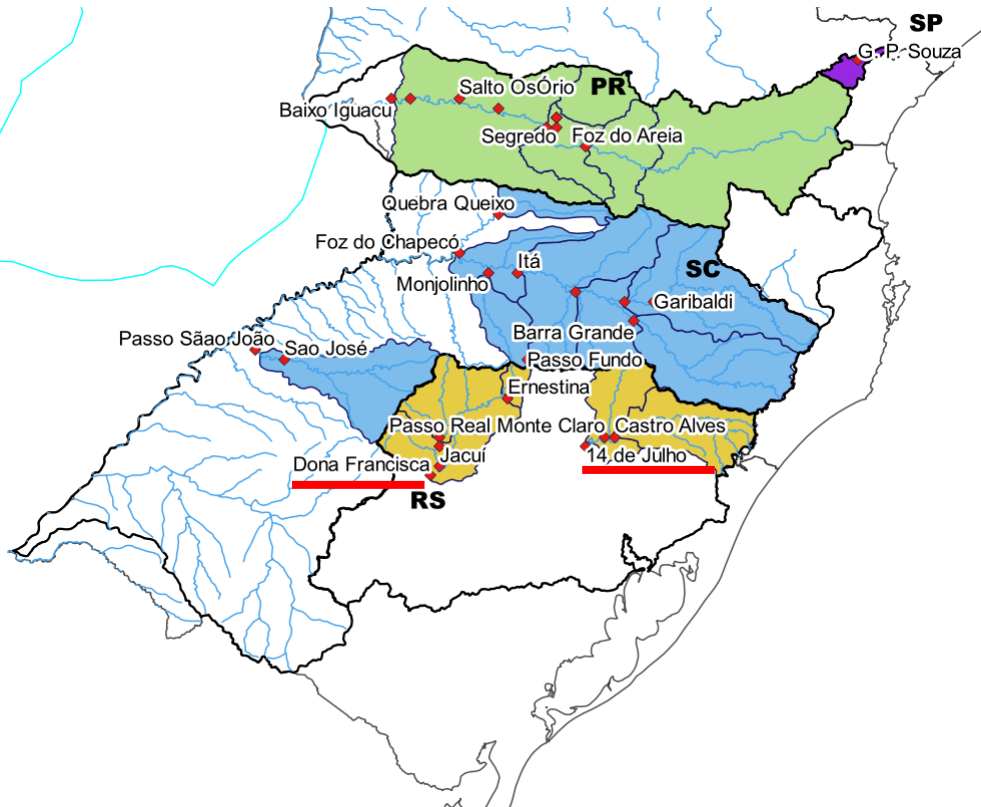 SP
G. P. Souza
Salto OsÓrio
PR
Baixo Iguacu
Segredo
Foz do Areia
Quebra Queixo
Foz do Chapecó
Itá
SC
Monjolinho
Garibaldi
Barra Grande
Passo Sãao João
Sao José
Passo Fundo
Ernestina
Passo Real
Monte Claro
Castro Alves
Jacuí
14 de Julho
Dona Francisca
RS